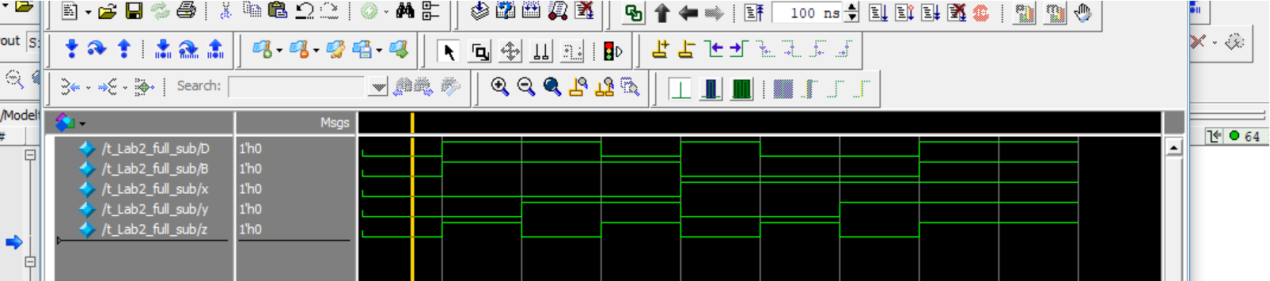 100 ns
rout
Search:
/Model
Msgs
#
64
/t_Lab2_full_sub/D 1'h0
/t_Lab2_full_sub/B 1'h0
/t_Lab2_full_sub/x 1'h0
/t_Lab2_full_sub/y 1'h0
/t_Lab2_full_sub/z 1'h0